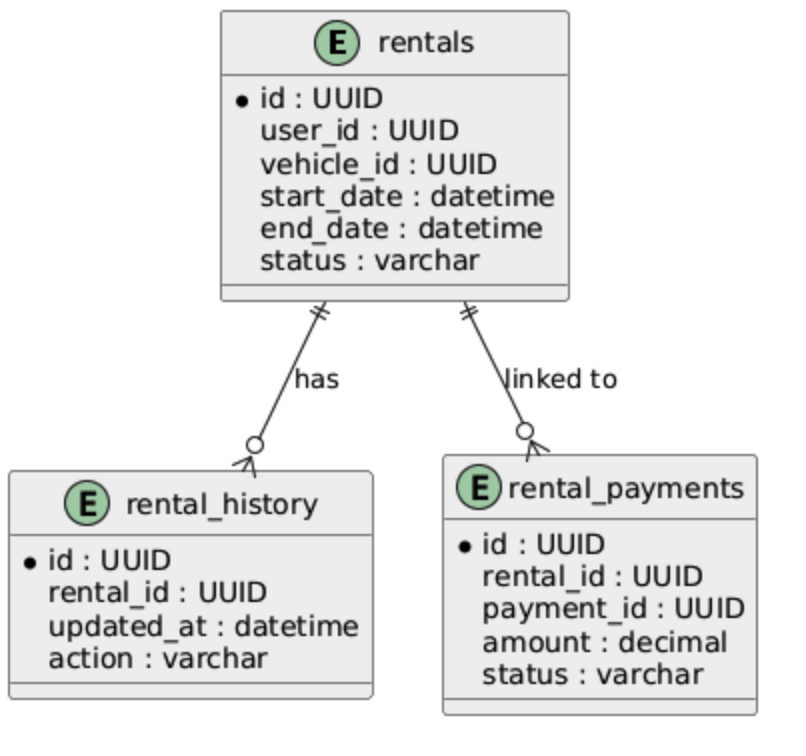 E rentals
id : UUID
user_id : UUID
vehicle_id : UUID
start_date : datetime
end_date : datetime
status : varchar
has
linked to
E rental_history
id : UUID
rental_id : UUID
updated_at : datetime
action : varchar
E rental_payments
id : UUID
rental_id : UUID
payment_id : UUID
amount : decimal
status : varchar